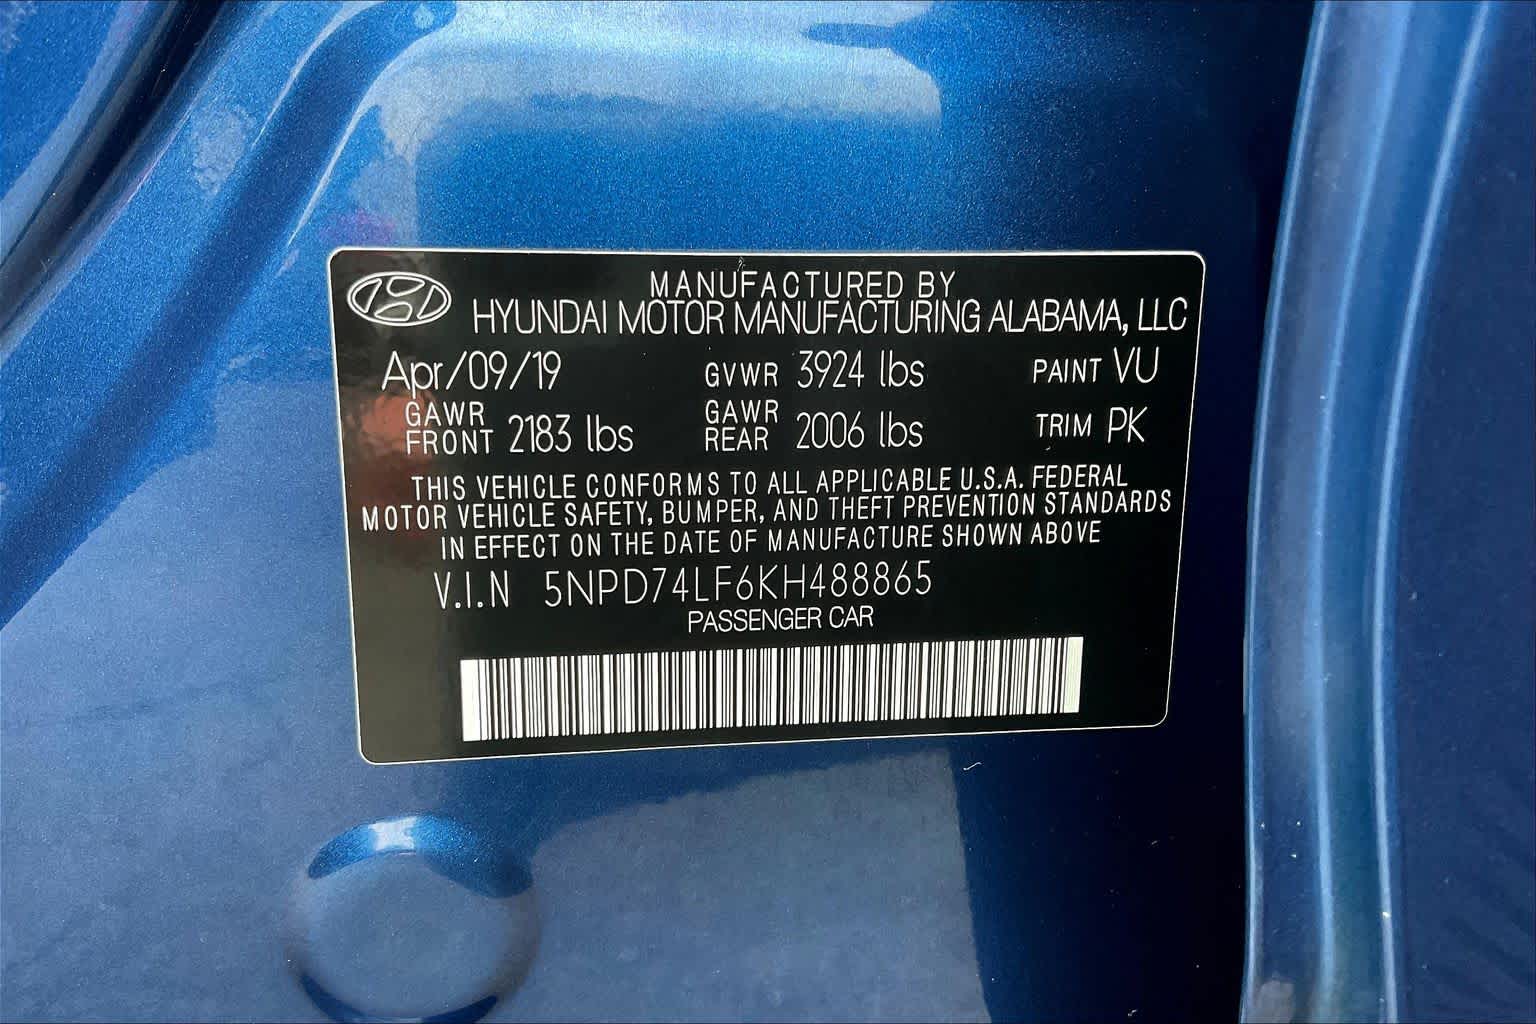 MANUFACTURED BY
HYUNDAI MOTOR MANUFACTURING ALABAMA, LLC
Apr/09/19 GVWR 3924 lbs PAINT VU
GAWR FRONT 2183 lbs GAWR REAR 2006 lbs TRIM PK
THIS VEHICLE CONFORMS TO ALL APPLICABLE U.S.A. FEDERAL
MOTOR VEHICLE SAFETY, BUMPER, AND THEFT PREVENTION STANDARDS
IN EFFECT ON THE DATE OF MANUFACTURE SHOWN ABOVE
V.I.N 5NPD74LF6KH488865
PASSENGER CAR